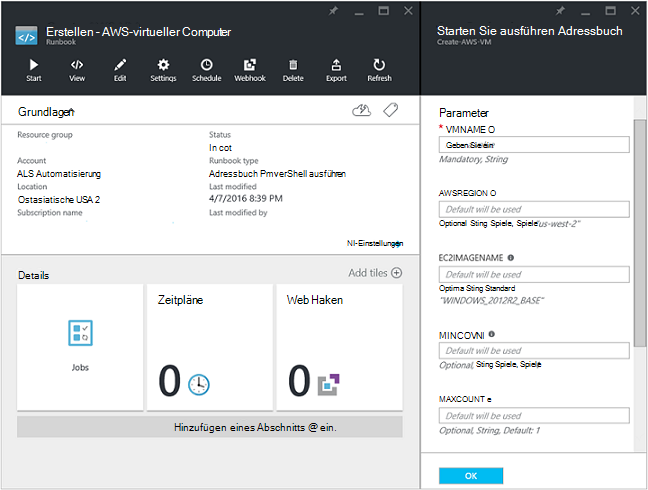 Erstellen - AWS-virtueller Computer
Runbook
Start
View
Edit
Settings
Schedule
Webhook
Delete
Export
Refresh
Grundlagen
Resource group
Status
In cot
Account
Runbook type
ALS Automatisierung
Adressbuch PmverShell ausführen
Location
Last modified
Ostasiatische USA 2
4/7/2016 8:39 PM
Subscription name
Last modified by
NI-Einstellungen
Details
Add tiles
Jobs
Zeitpläne
0
Web Haken
0
Hinzufügen eines Abschnitts @ ein.
Starten Sie ausführen Adressbuch
Create-AWS-VM
Parameter
* VMNAME O
Geben Sie ein
Mandatory, String
AWSREGION O
Default will be used
Optional Sting Spiele, Spiele "us-west-2"
EC2IMAGENAME
Default will be used
Optima Sting Standard
"WINDOWS_2012R2_BASE"
MINCOVNI
Default will be used
Optional, Sting Spiele, Spiele
MAXCOUNT e
Default will be used
Optional, String, Default: 1
OK